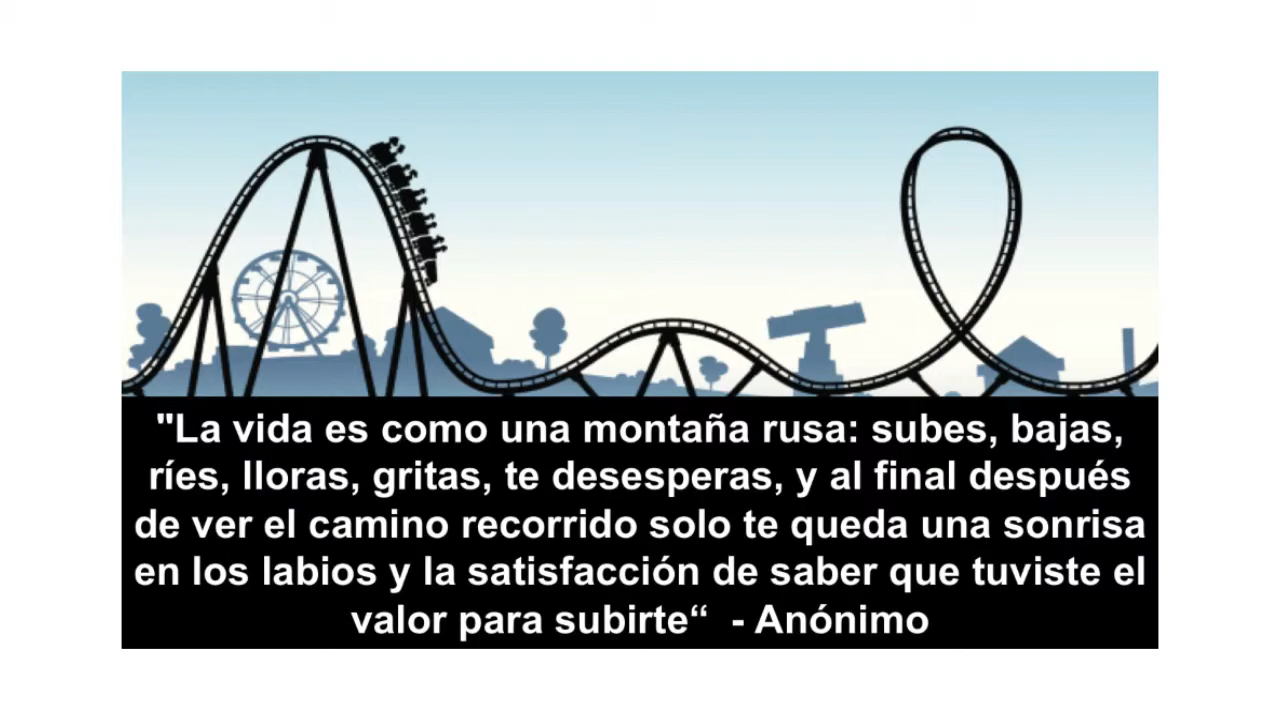 "La vida es como una montaña rusa: subes, bajas,
ríes, lloras, gritas, te desesperas, y al final después
de ver el camino recorrido solo te queda una sonrisa
en los labios y la satisfacción de saber que tuviste el
valor para subirte“  - Anónimo